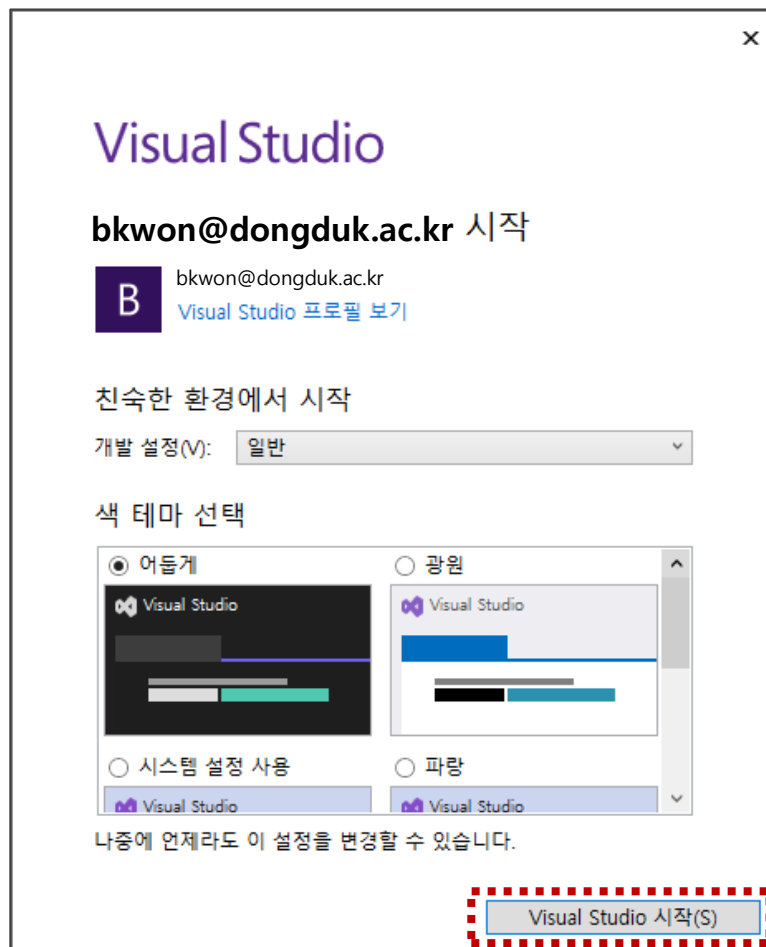 Visual Studio
bkwon@dongduk.ac.kr 시작
B
bkwon@dongduk.ac.kr
Visual Studio 프로필 보기
친숙한 환경에서 시작
개발 설정(V): 일반
색 테마 선택
어둡게 광원
Visual Studio Visual Studio
시스템 설정 사용 파랑
Visual Studio Visual Studio
나중에 언제라도 이 설정을 변경할 수 있습니다.
Visual Studio 시작(S)